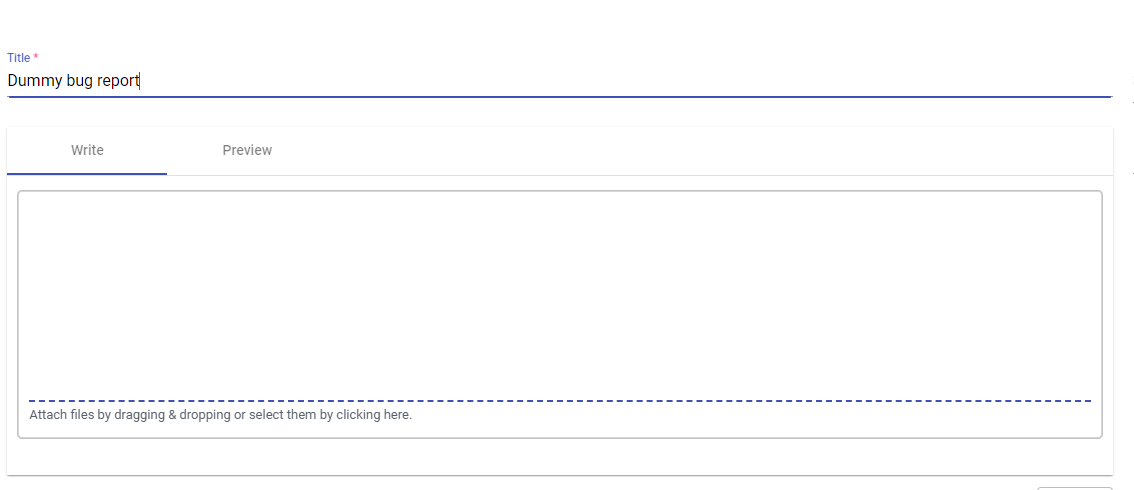 Title *
Dummy bug report
Write
Preview
Attach files by dragging & dropping or select them by clicking here.